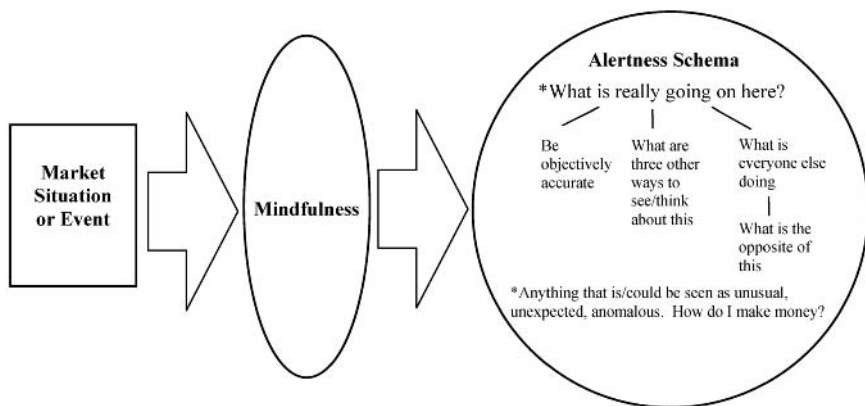 Market
Situation
or Event
Mindfulness
Alertness Schema
*What is really going on here?
Be
objectively
accurate
What are
three other
ways to
see/think
about this
What is
everyone else
doing
What is the
opposite of
this
*Anything that is/could be seen as unusual,
unexpected, anomalous. How do I make money?